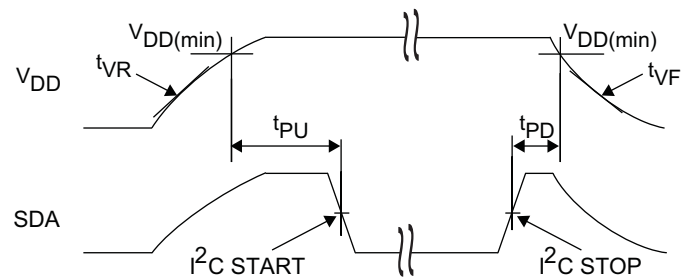 VDD(min)
VDD(min)
tVR
tVF
VDD
tPU
tPD
SDA
I2C START
I2C STOP